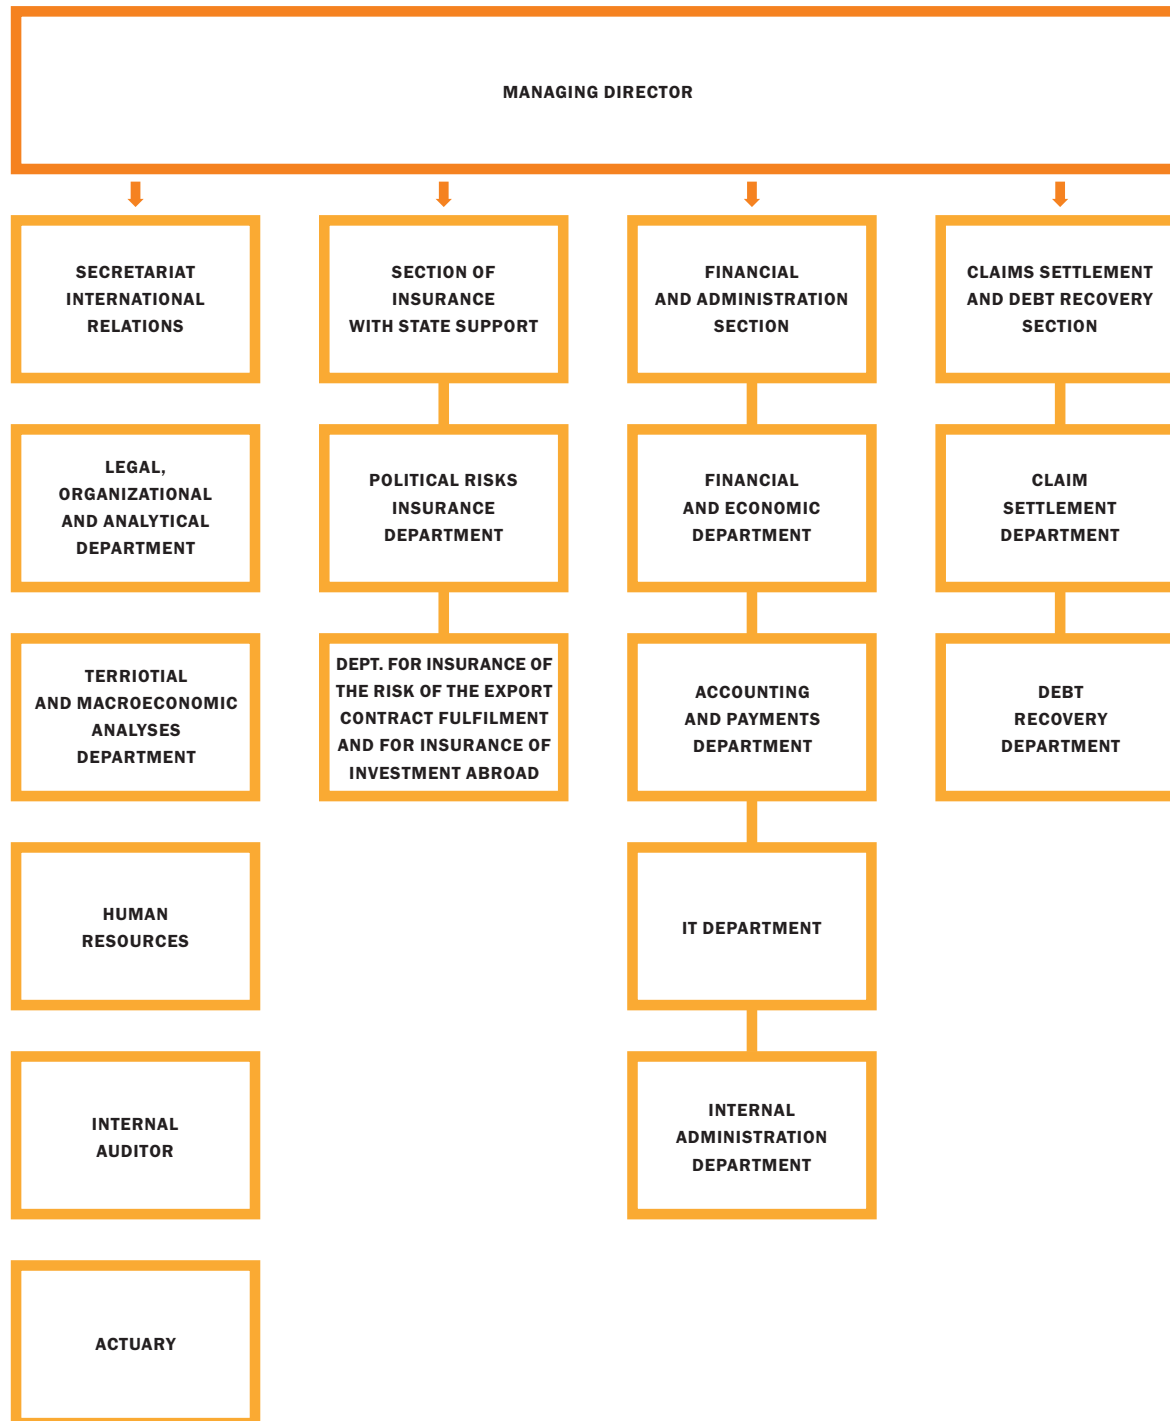 MANAGING DIRECTOR
SECRETARIAT
INTERNATIONAL
RELATIONS
SECTION OF
INSURANCE
WITH STATE SUPPORT
FINANCIAL
AND ADMINISTRATION
SECTION
CLAIMS SETTLEMENT
AND DEBT RECOVERY
SECTION
LEGAL,
ORGANIZATIONAL
AND ANALYTICAL
DEPARTMENT
POLITICAL RISKS
INSURANCE
DEPARTMENT
FINANCIAL
AND ECONOMIC
DEPARTMENT
CLAIM
SETTLEMENT
DEPARTMENT
TERRIOTIAL
AND MACROECONOMIC
ANALYSES
DEPARTMENT
DEPT. FOR INSURANCE OF
THE RISK OF THE EXPORT
CONTRACT FULFILMENT
AND FOR INSURANCE OF
INVESTMENT ABROAD
ACCOUNTING
AND PAYMENTS
DEPARTMENT
DEBT
RECOVERY
DEPARTMENT
HUMAN
RESOURCES
IT DEPARTMENT
INTERNAL
AUDITOR
INTERNAL
ADMINISTRATION
DEPARTMENT
ACTUARY